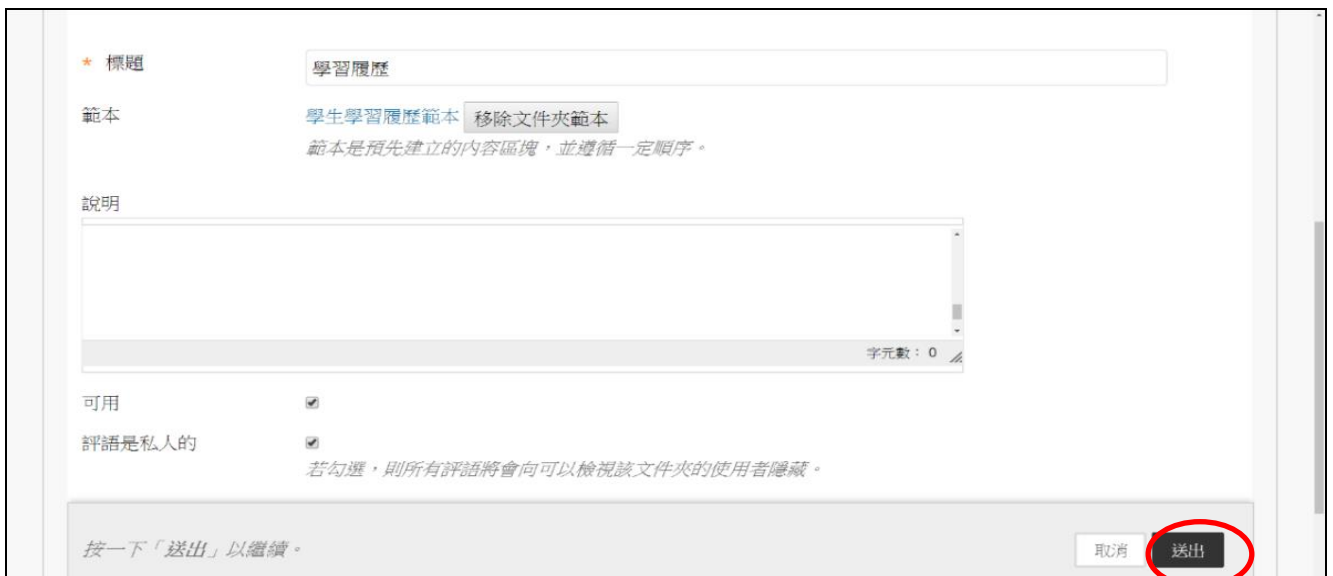 * 標題
學習履歷
範本
學生學習履歷範本 移除文件夾範本
範本是預先建立的內容區塊，並遵循一定順序。
說明
字元數：0
可用
評語是私人的
若勾選，則所有評語將會向可以檢視該文件夾的使用者隱藏。
按一下「送出」以繼續。
取消 送出